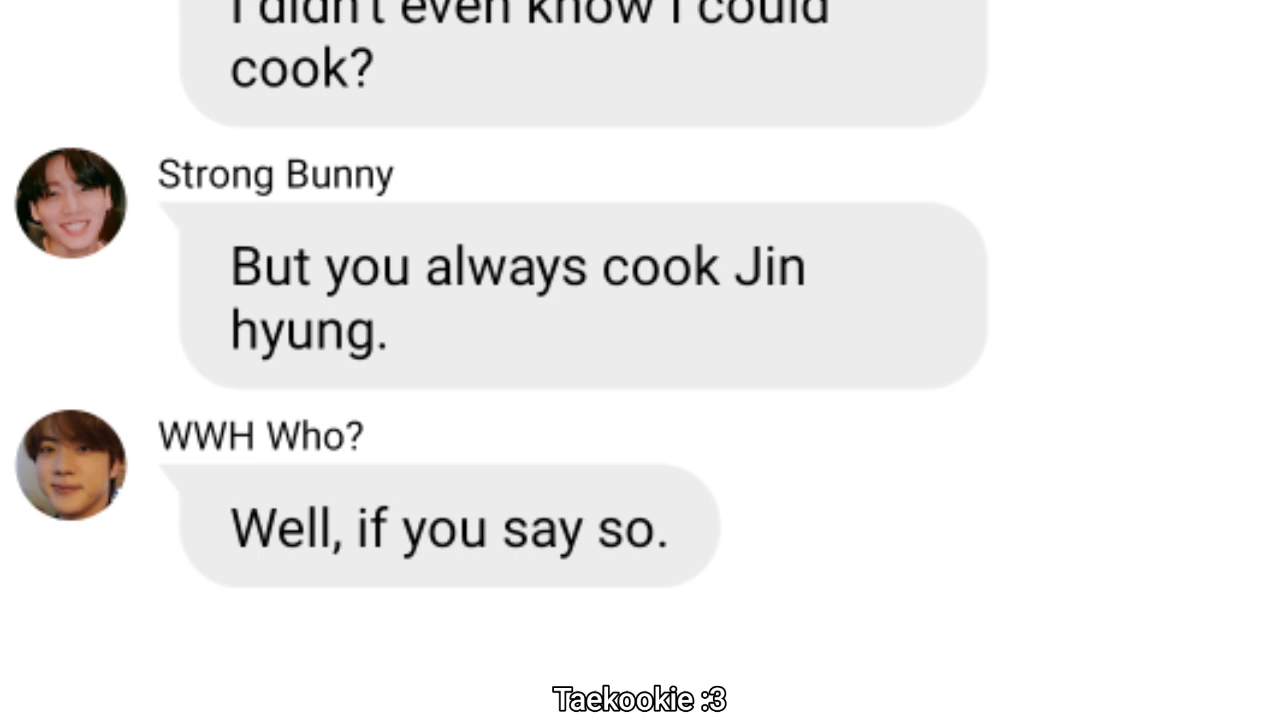 I didn't even know I could
cook?
Strong Bunny
But you always cook Jin
hyung.
WWH Who?
Well, if you say so.
Taekookie :3